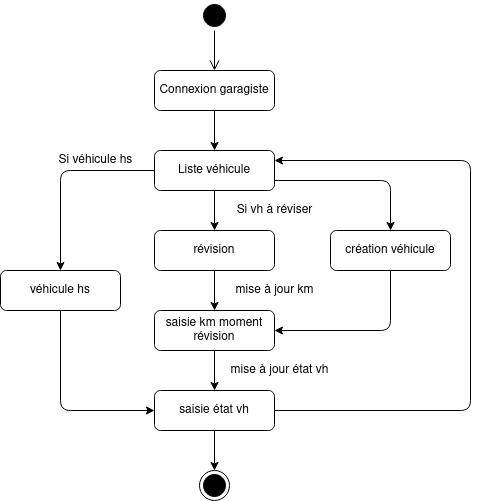 Connexion garagiste
Si véhicule hs
Liste véhicule
Si vh à réviser
révision
création véhicule
véhicule hs
mise à jour km
saisie km moment
révision
mise à jour état vh
saisie état vh